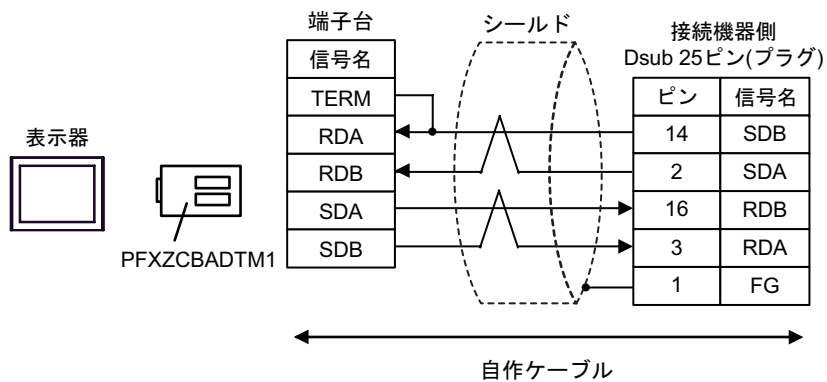 端子台
シールド
接続機器側
Dsub 25ピン(プラグ)
信号名
ピン 信号名
TERM
RDA 14 SDB
RDB 2 SDA
SDA 16 RDB
SDB 3 RDA
1 FG
表示器
PFXZCBADTM1
自作ケーブル